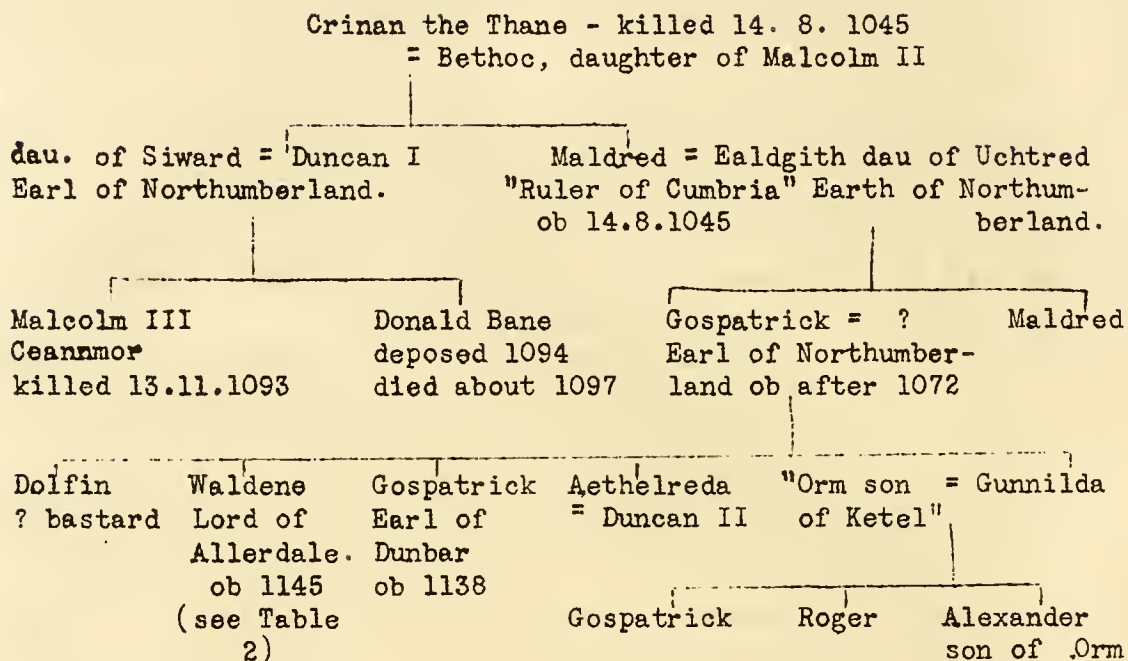 Crinan the Thane - killed 14. 8. 1045
= Bethoc, daughter of Malcolm II
dau. of Siward = Duncan I
Earl of Northumberland.
Maldred = Ealdgith dau of Uchtred
"Ruler of Cumbria" Earth of Northum-
ob 14.8.1045 berland.
Malcolm III
Ceannmor
killed 13.11.1093
Donald Bane
deposed 1094
died about 1097
Gospatrick = ?
Earl of Northumber-
land ob after 1072
Maldred
Dolfin
? bastard
Waldene
Lord of
Allerdale.
ob 1145
(see Table
2)
Gospatrick
Earl of
Dunbar
ob 1138
Aethelreda
= Duncan II
"Orm son = Gunnilda
of Ketel"
Gospatrick
Roger
Alexander
son of .Orm